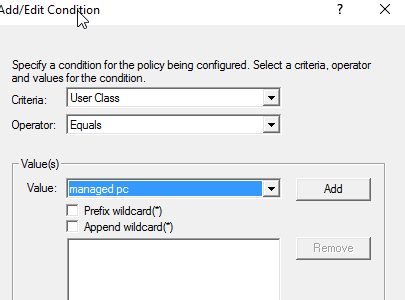 Add/Edit Condition
?
Specify a condition for the policy being configured. Select a criteria, operator
and values for the condition.
Criteria: User Class
Operator: Equals
Value(s)
Value: managed pc Add
Prefix wildcard(*)
Append wildcard(*)
Remove